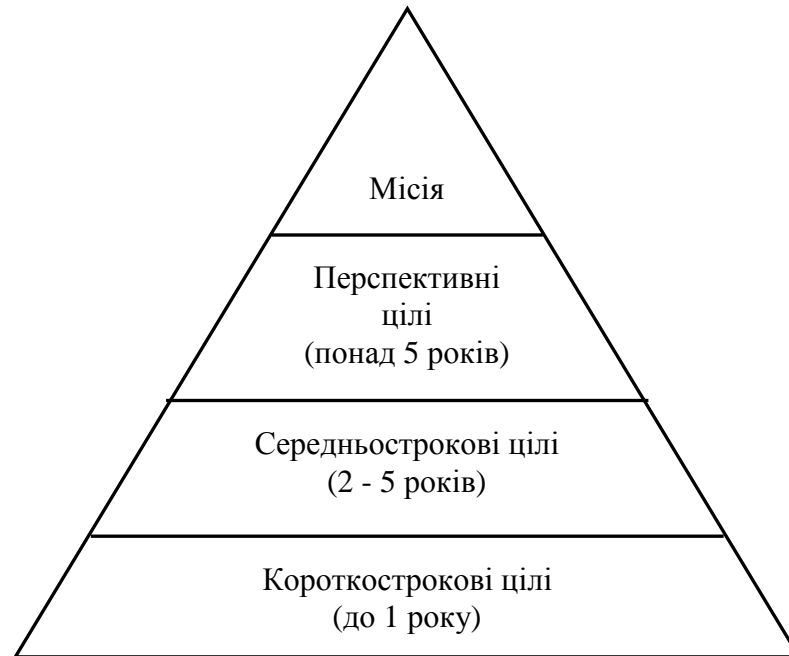 Місія
Перспективні
цілі
(понад 5 років)
Середньострокові цілі
(2 - 5 років)
Короткострокові цілі
(до 1 року)